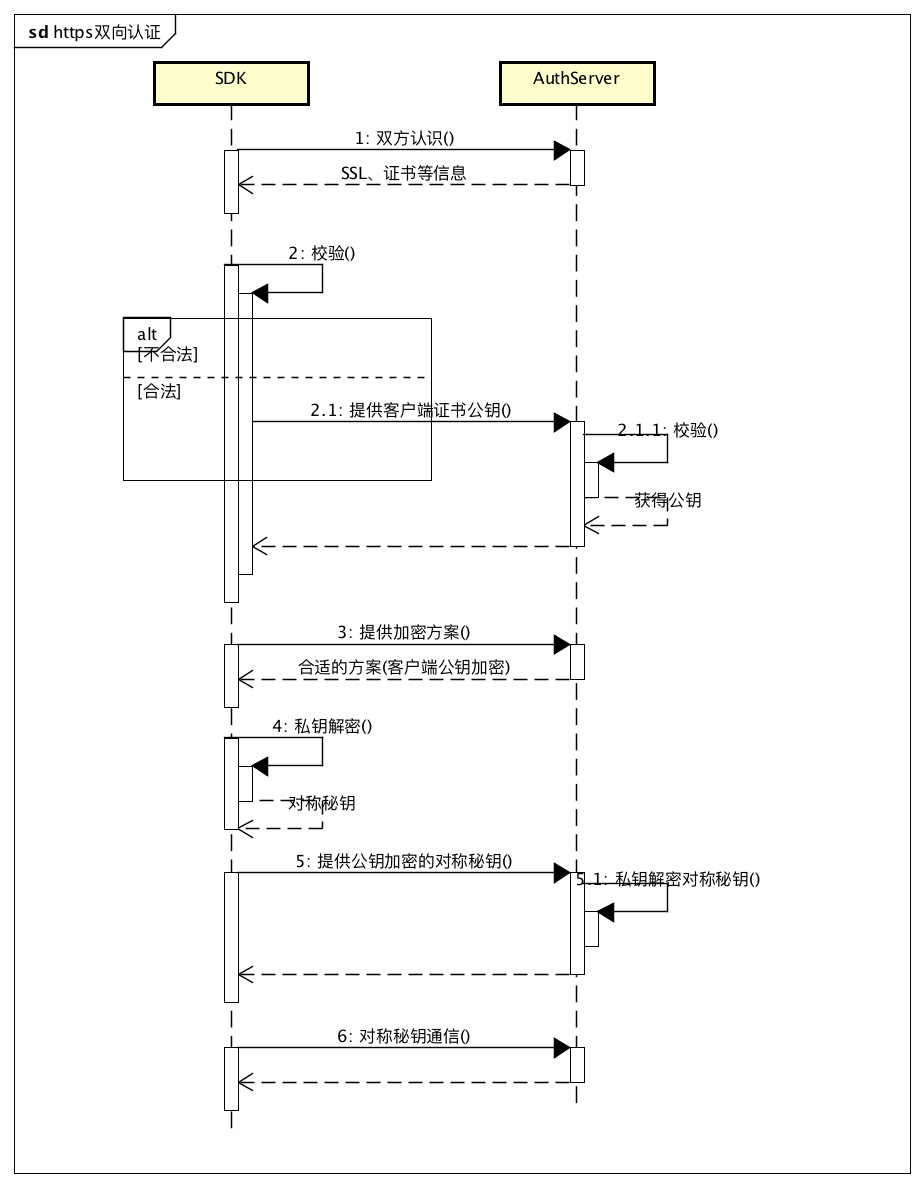 sd https双向认证
SDK
AuthServer
1: 双方认识()
SSL、证书等信息
2: 校验()
alt
[不合法]
[合法]
2.1: 提供客户端证书公钥()
2.1.1: 校验()
获得公钥
3: 提供加密方案()
合适的方案(客户端公钥加密)
4: 私钥解密()
对称秘钥
5: 提供公钥加密的对称秘钥()
5.1: 私钥解密对称秘钥()
6: 对称秘钥通信()